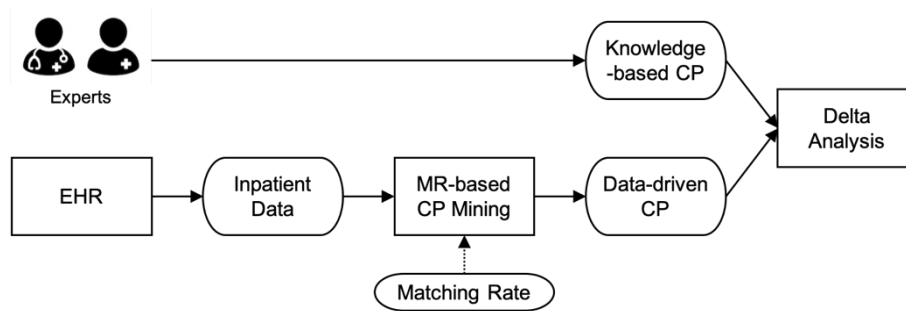 Experts
Knowledge
-based CP
Delta
Analysis
EHR
Inpatient
Data
MR-based
CP Mining
Data-driven
CP
Matching Rate